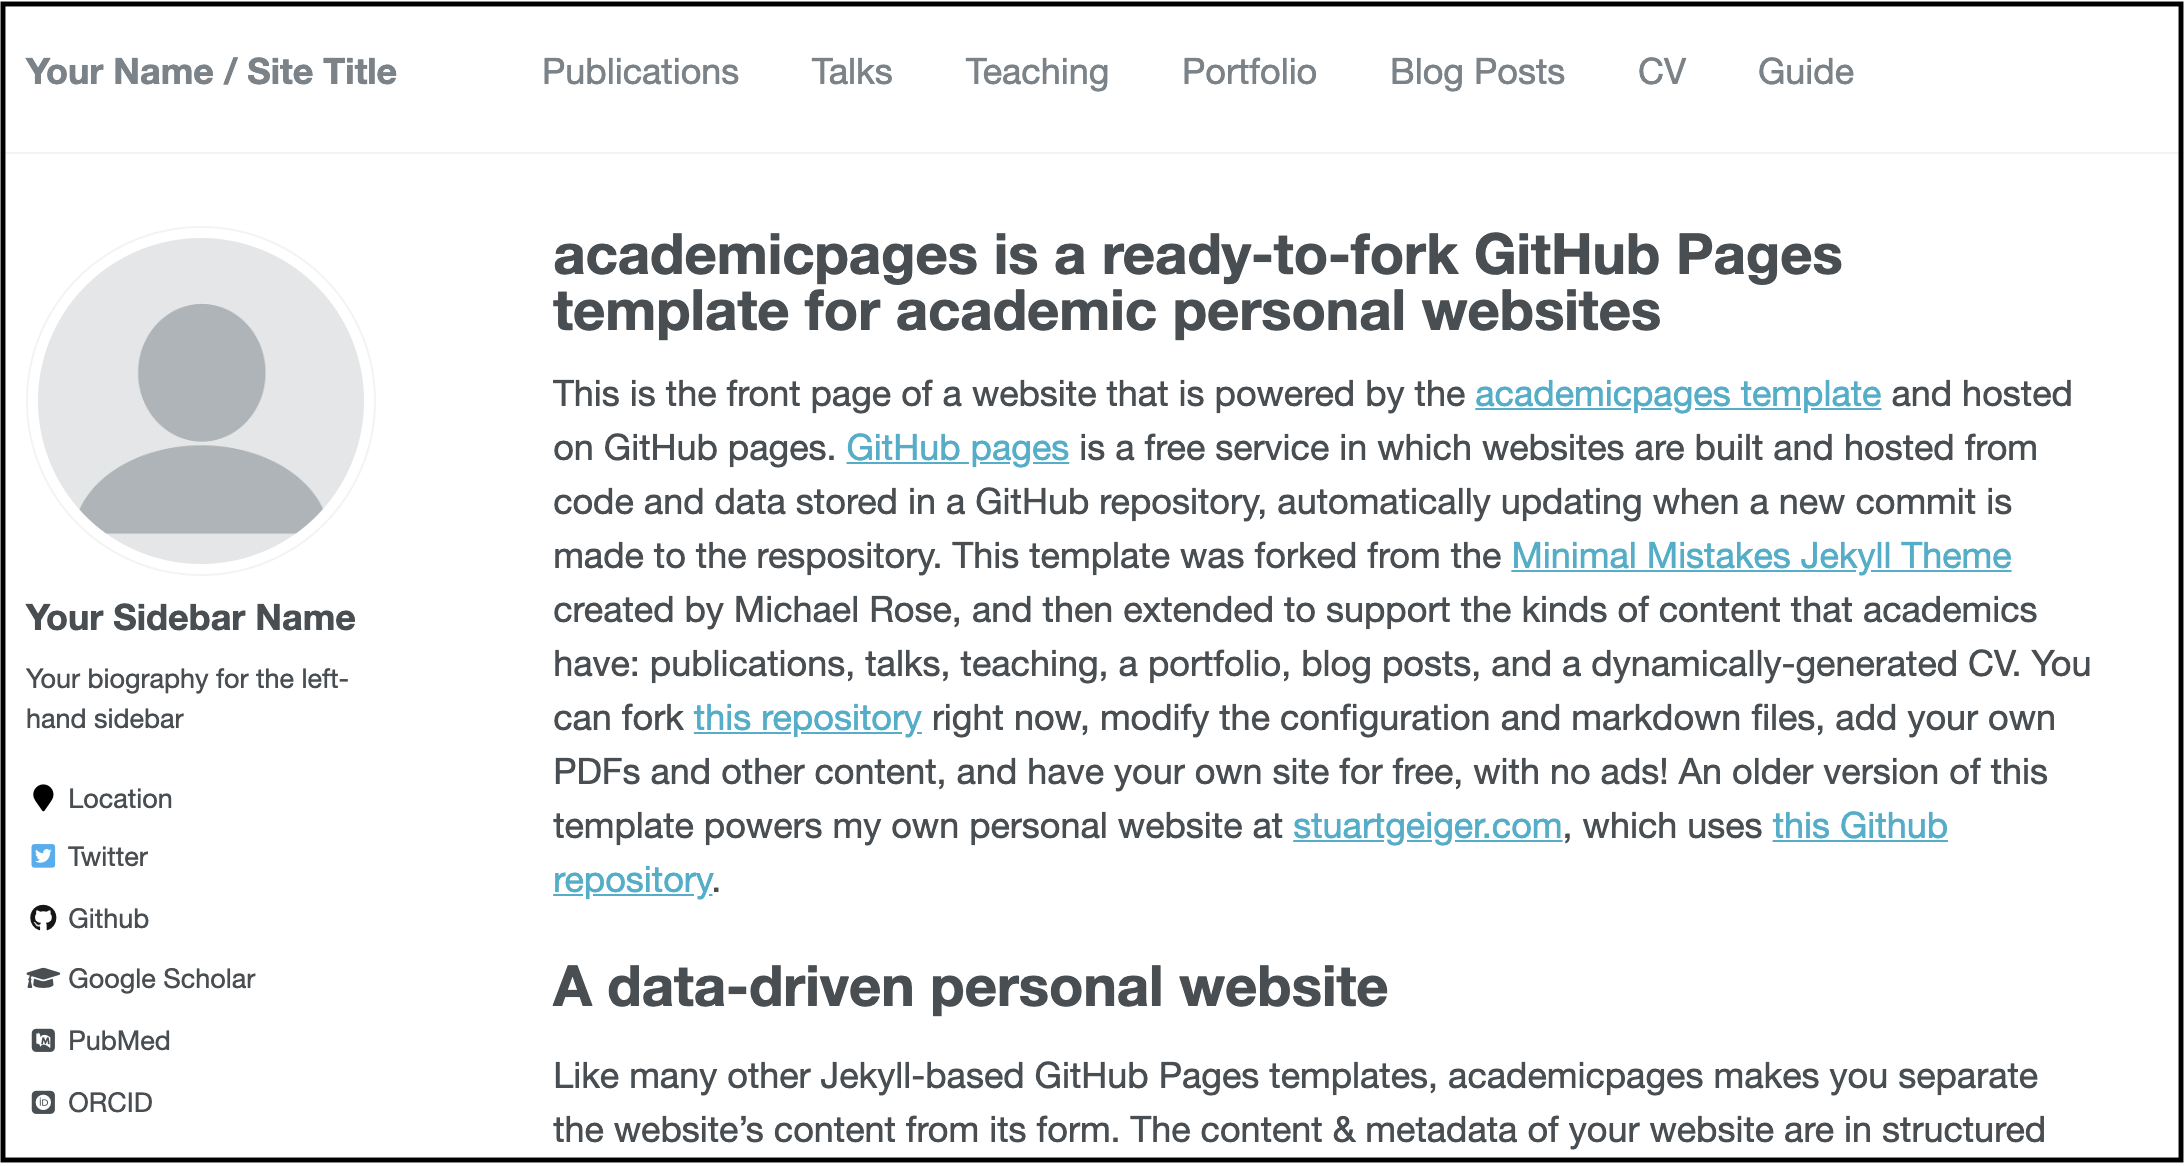 Your Name / Site Title
Publications
Talks
Teaching
Portfolio
Blog Posts
CV
Guide
Your Sidebar Name
Your biography for the left-
hand sidebar
Location
Twitter
Github
Google Scholar
PubMed
ORCID
academicpages is a ready-to-fork GitHub Pages
template for academic personal websites
This is the front page of a website that is powered by the academicpages template and hosted
on GitHub pages. GitHub pages is a free service in which websites are built and hosted from
code and data stored in a GitHub repository, automatically updating when a new commit is
made to the respository. This template was forked from the Minimal Mistakes Jekyll Theme
created by Michael Rose, and then extended to support the kinds of content that academics
have: publications, talks, teaching, a portfolio, blog posts, and a dynamically-generated CV. You
can fork this repository right now, modify the configuration and markdown files, add your own
PDFs and other content, and have your own site for free, with no ads! An older version of this
template powers my own personal website at stuartgeiger.com, which uses this Github
repository.
A data-driven personal website
Like many other Jekyll-based GitHub Pages templates, academicpages makes you separate
the website’s content from its form. The content & metadata of your website are in structured